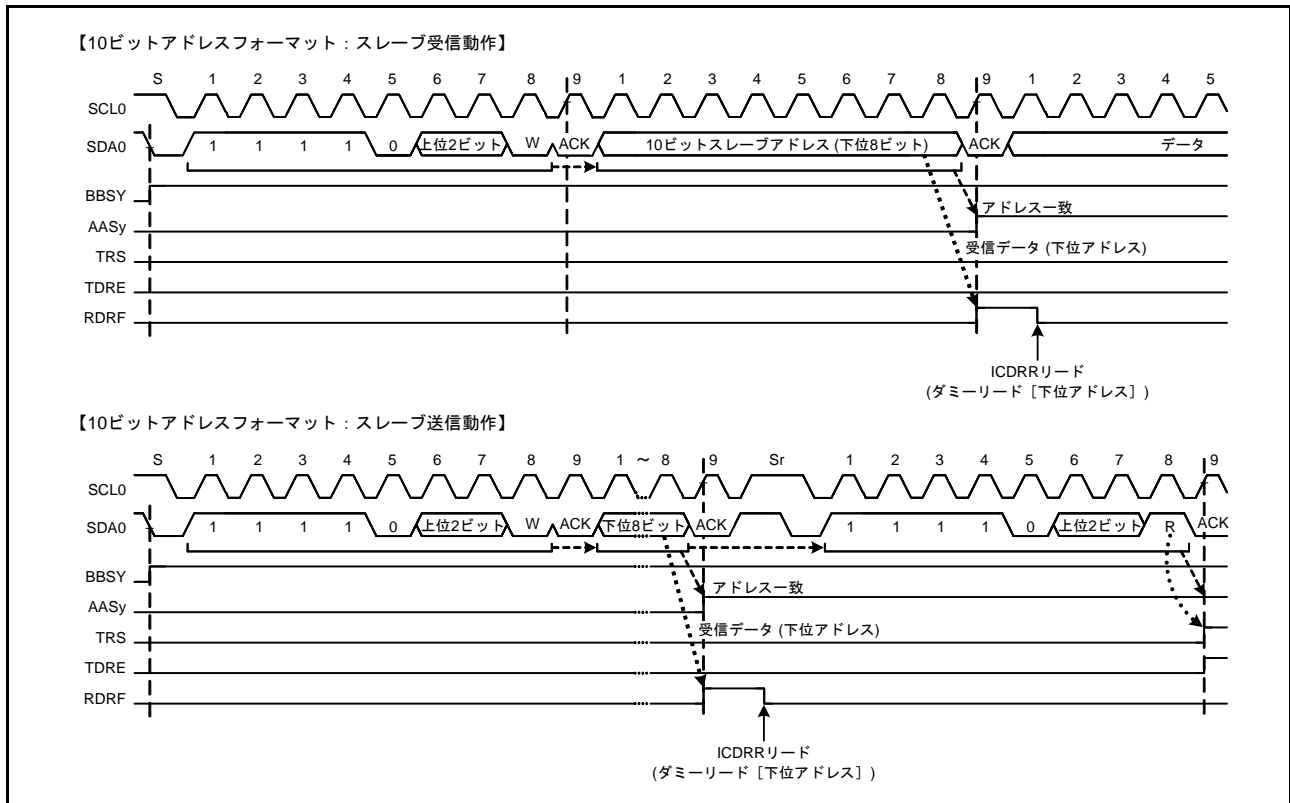 【10ビットアドレスフォーマット：スレーブ受信動作】
S 1 2 3 4 5 6 7 8 9 1 2 3 4 5 6 7 8 9 1 2 3 4 5
SCL0
SDA0 1 1 1 1 0 上位2ビット W ACK 10ビットスレーブアドレス (下位8ビット) ACK データ
BBSY
アドレス一致
AASy
受信データ (下位アドレス)
TRS
TDRE
RDRF
ICDRRリード
(ダミーリード［下位アドレス］)
【10ビットアドレスフォーマット：スレーブ送信動作】
S 1 2 3 4 5 6 7 8 9 1 ～ 8 9 Sr 1 2 3 4 5 6 7 8 9
SCL0
SDA0 1 1 1 1 0 上位2ビット W ACK 下位8ビット ACK 1 1 1 1 0 上位2ビット R ACK
BBSY
アドレス一致
AASy
受信データ (下位アドレス)
TRS
TDRE
RDRF
ICDRRリード
(ダミーリード［下位アドレス］)